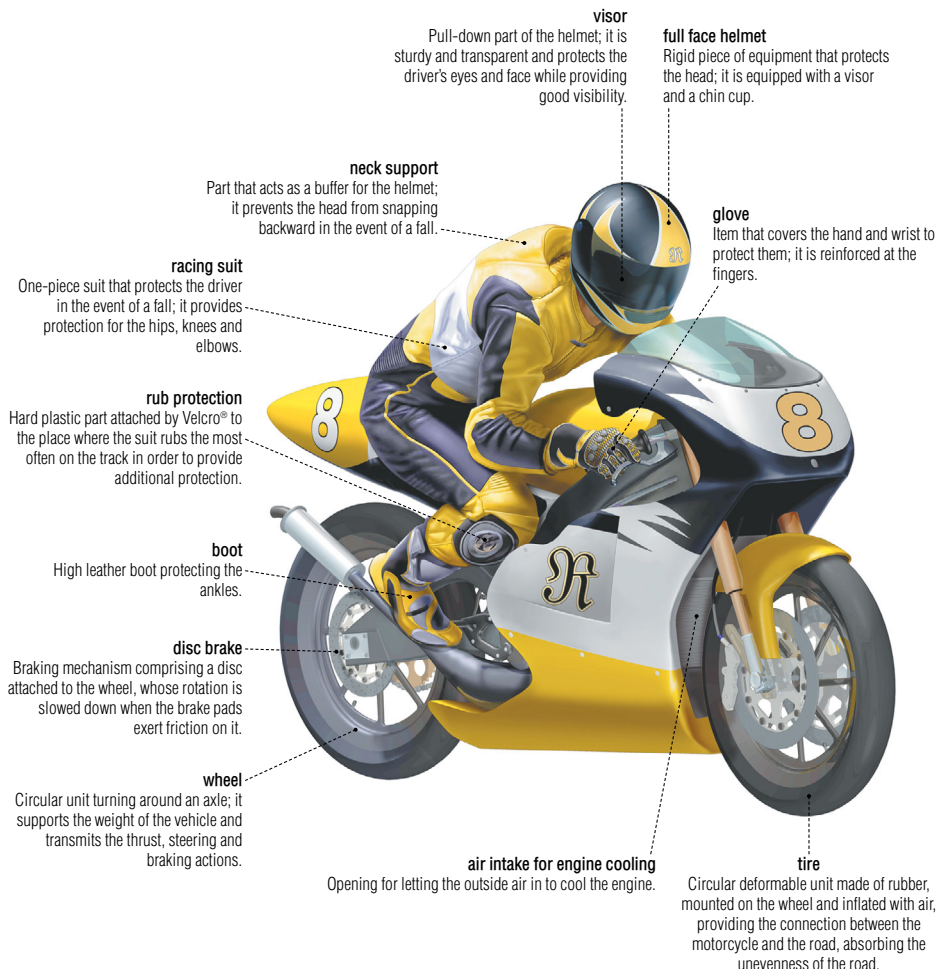 visor
Pull-down part of the helmet; it is
sturdy and transparent and protects the
driver's eyes and face while providing
good visibility.
full face helmet
Rigid piece of equipment that protects
the head; it is equipped with a visor
and a chin cup.
neck support
Part that acts as a buffer for the helmet;
it prevents the head from snapping
backward in the event of a fall.
glove
Item that covers the hand and wrist to
protect them; it is reinforced at the
fingers.
racing suit
One-piece suit that protects the driver
in the event of a fall; it provides
protection for the hips, knees and
elbows.
rub protection
Hard plastic part attached by Velcro® to
the place where the suit rubs the most
often on the track in order to provide
additional protection.
boot
High leather boot protecting the
ankles.
disc brake
Braking mechanism comprising a disc
attached to the wheel, whose rotation is
slowed down when the brake pads
exert friction on it.
wheel
Circular unit turning around an axle; it
supports the weight of the vehicle and
transmits the thrust, steering and
braking actions.
air intake for engine cooling
Opening for letting the outside air in to cool the engine.
tire
Circular deformable unit made of rubber,
mounted on the wheel and inflated with air,
providing the connection between the
motorcycle and the road, absorbing the
unevenness of the road.
R
8
8
R